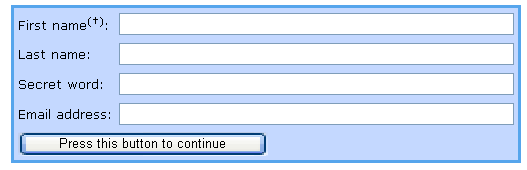 First name(†):
Last name:
Secret word:
Email address:
Press this button to continue